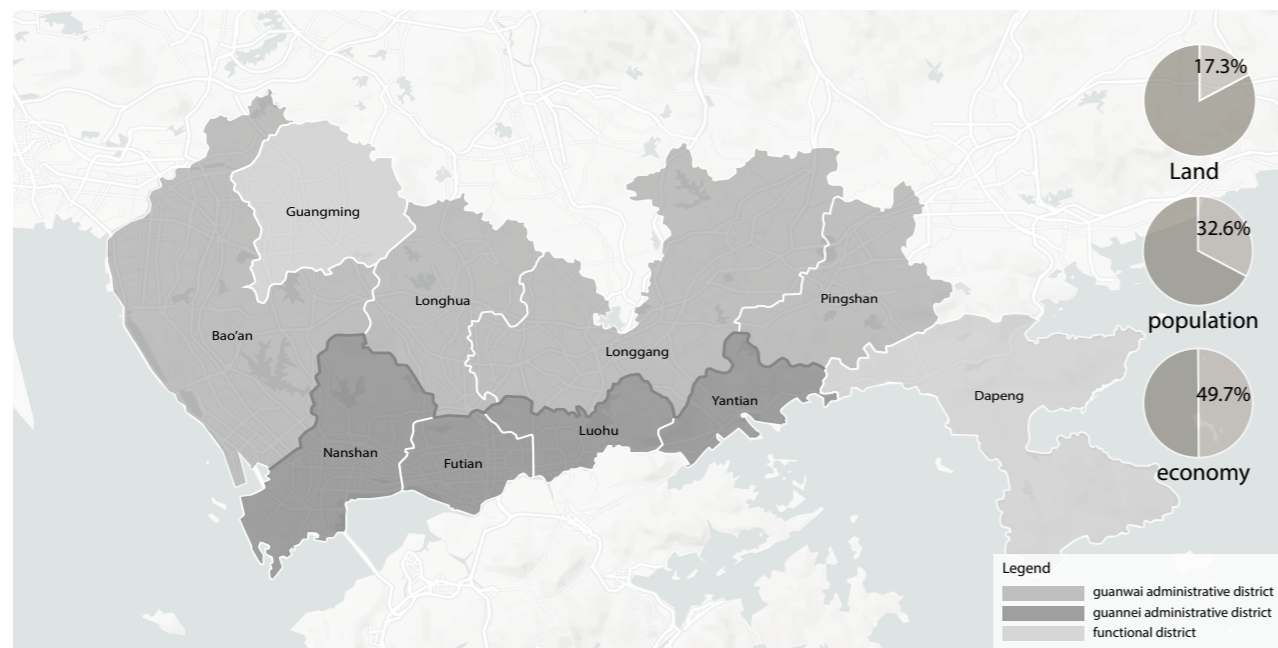 17.3%
Land
Guangming
32.6%
population
Longhua
Pingshan
Bao'an
Longgang
49.7%
economy
Yantian
Dapeng
Luohu
Nanshan
Futian
Legend
guanwai administrative district
guannei administrative district
functional district